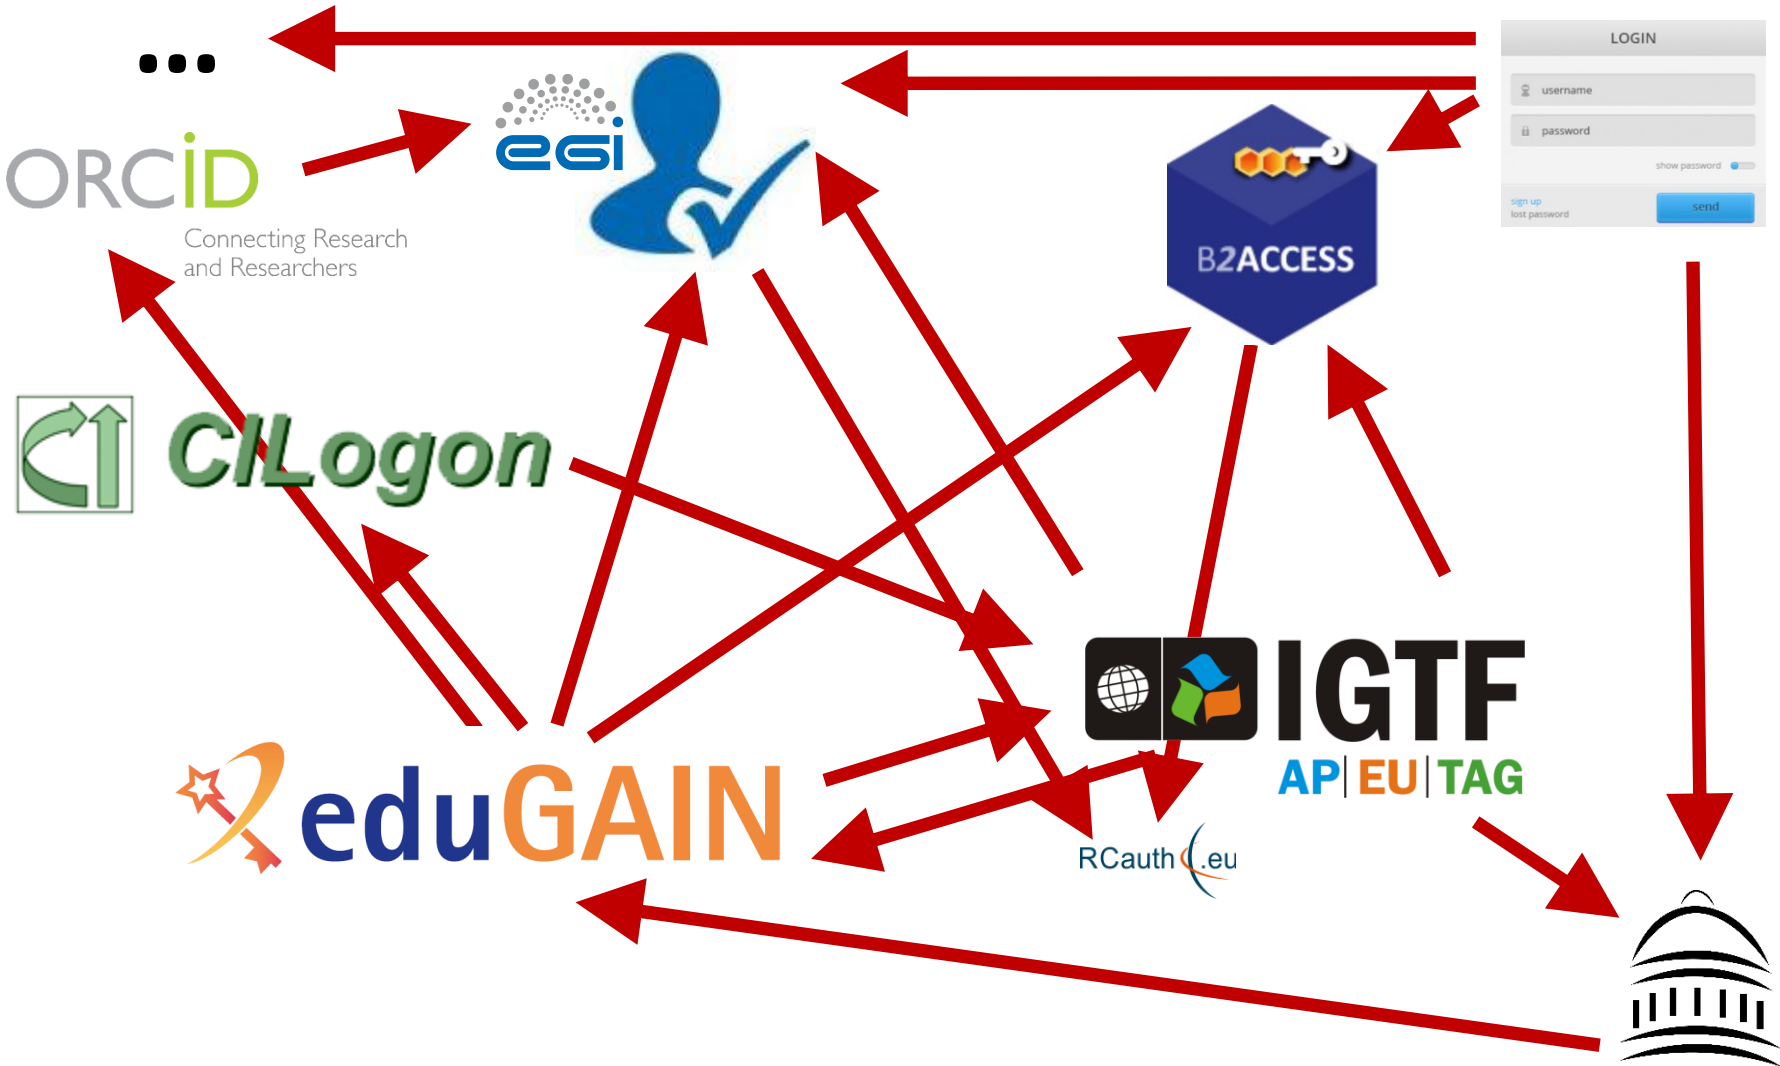 ...
LOGIN
username
password
show password
sign up
lost password
send
egi
ORCiD
Connecting Research
and Researchers
B2ACCESS
CILogon
IGTF
AP|EU|TAG
eduGAIN
RCauth .eu